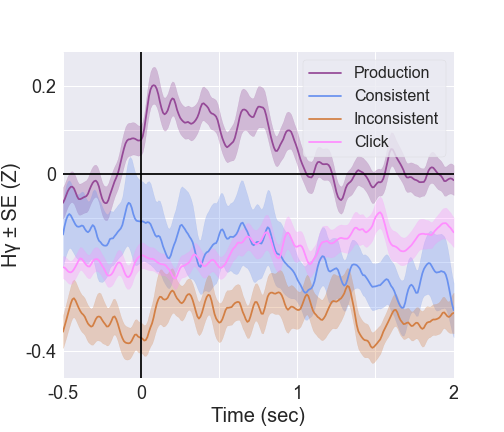 Production
Consistent
Inconsistent
Click
0.2
0
-0.4
Hγ ± SE (Z)
-0.5
0
1
2
Time (sec)